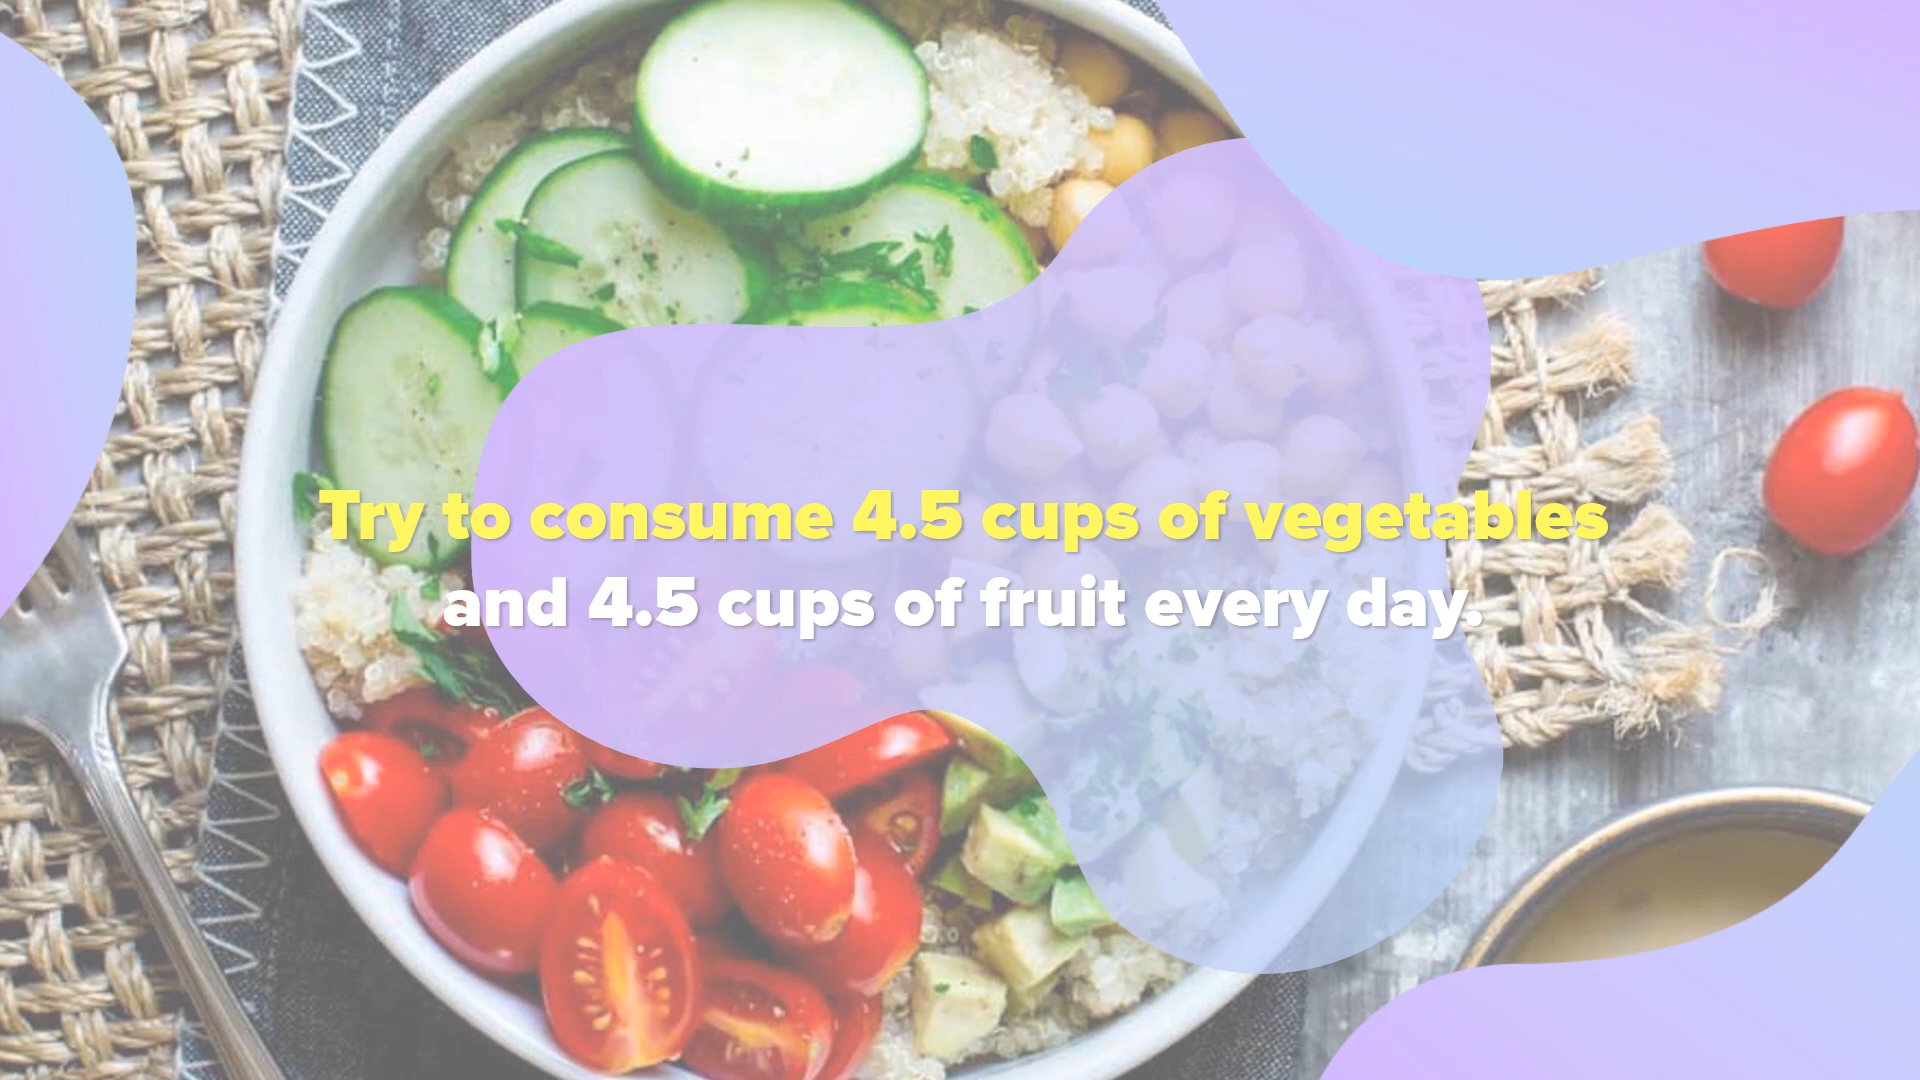 Try to consume 4.5 cups of vegetables
and 4.5 cups of fruit every day.